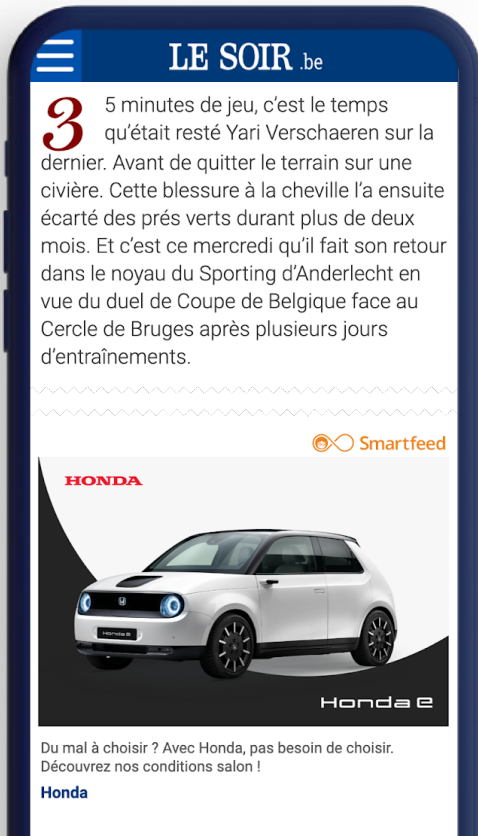 LE SOIR .be
35 minutes de jeu, c’est le temps
qu’était resté Yari Verschaeren sur la
dernier. Avant de quitter le terrain sur une
civière. Cette blessure à la cheville l’a ensuite
écarté des prés verts durant plus de deux
mois. Et c’est ce mercredi qu’il fait son retour
dans le noyau du Sporting d’Anderlecht en
vue du duel de Coupe de Belgique face au
Cercle de Bruges après plusieurs jours
d’entraînements.
Smartfeed
HONDA
Honda e
Honda e
Du mal à choisir ? Avec Honda, pas besoin de choisir.
Découvrez nos conditions salon !
Honda